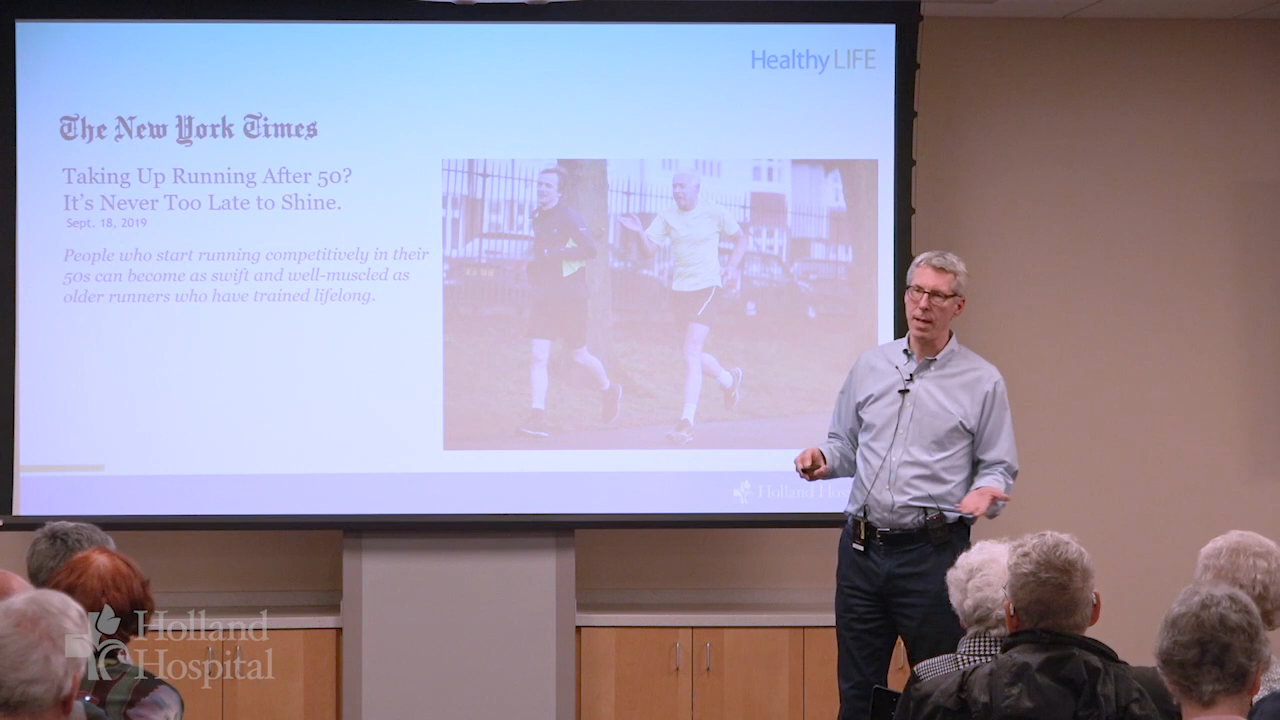 Healthy LIFE
The New York Times
Taking Up Running After 50?
It's Never Too Late to Shine.
Sept. 18, 2019
People who start running competitively in their
50s can become as swift and well-muscled as
older runners who have trained lifelong.
Holland Hos
Holland
Hospital